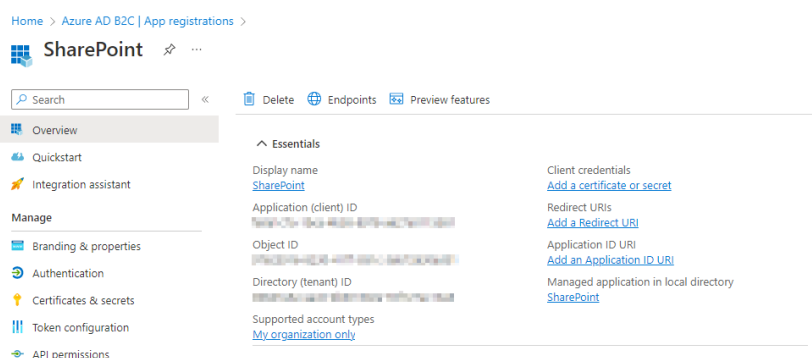 Home > Azure AD B2C | App registrations >
SharePoint
Search
«
Delete
Endpoints
Preview features
Overview
Quickstart
Integration assistant
Manage
Branding & properties
Authentication
Certificates & secrets
Token configuration
API permissions
Essentials
Display name
SharePoint
Application (client) ID
Object ID
Directory (tenant) ID
Supported account types
My organization only
Client credentials
Add a certificate or secret
Redirect URIs
Add a Redirect URI
Application ID URI
Add an Application ID URI
Managed application in local directory
SharePoint